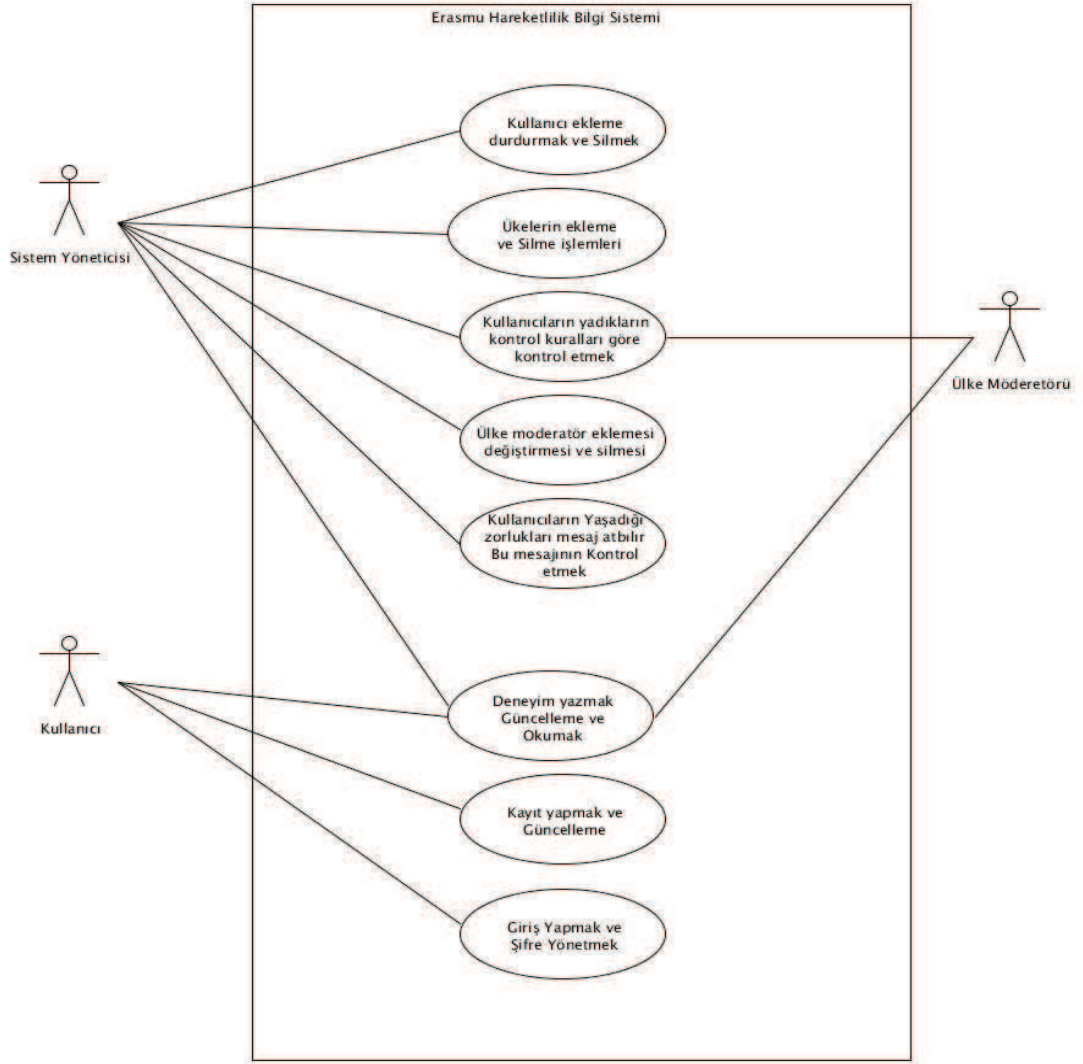 Erasmu Hareketlilik Bilgi Sistemi
Kullanıcı ekleme
durdurmak ve Silmek
Sistem Yöneticisi
Ükelerin ekleme
ve Silme işlemleri
Kullanıcıların yadıkların
kontrol kuralları göre
kontrol etmek
Ülke Möderetörü
Ülke moderatör eklemesi
değiştirmesi ve silmesi
Kullanıcıların Yaşadığı
zorlukları mesaj atbilır
Bu mesajının Kontrol
etmek
Kullanıcı
Deneyim yazmak
Güncelleme ve
Okumak
Kayıt yapmak ve
Güncelleme
Giriş Yapmak ve
Şifre Yönetmek